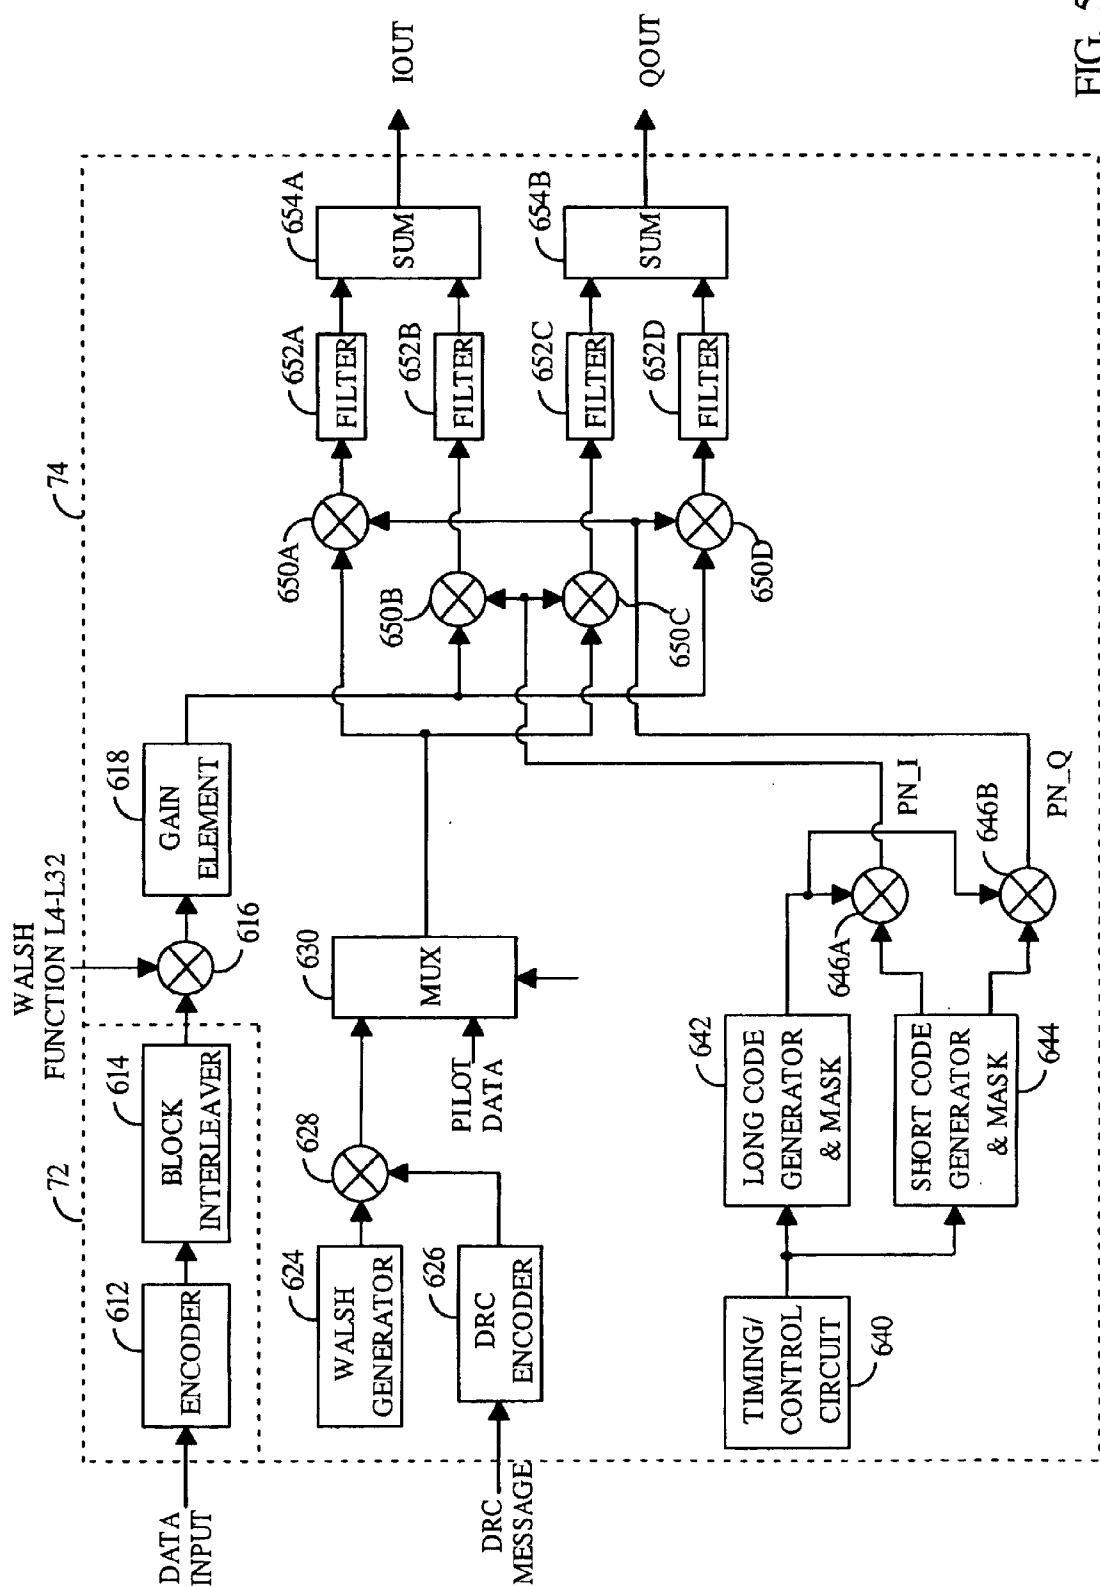 FIG. 5
74
72
WALSH
FUNCTION L4-L32
DATA
INPUT
612
ENCODER
614
BLOCK
INTERLEAVER
616
618
GAIN
ELEMENT
624
WALSH
GENERATOR
DRC
MESSAGE
626
DRC
ENCODER
628
PILOT
DATA
630
MUX
640
TIMING/
CONTROL
CIRCUIT
642
LONG CODE
GENERATOR
& MASK
644
SHORT CODE
GENERATOR
& MASK
646A
646B
PN_I
PN_Q
650A
650B
650C
650D
652A
FILTER
652B
FILTER
652C
FILTER
652D
FILTER
654A
SUM
654B
SUM
IOUT
QOUT